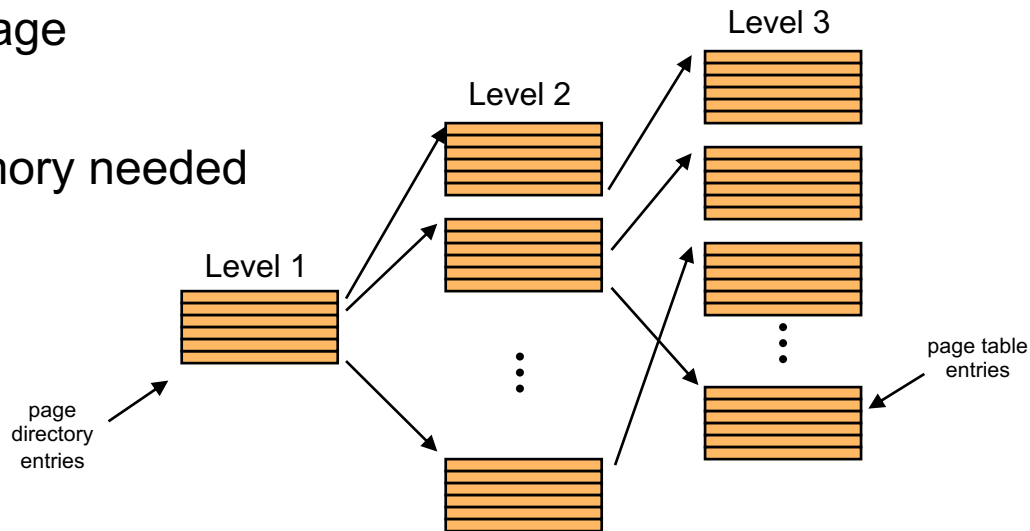 age
nory needed
Level 1
Level 2
Level 3
page
directory
entries
page table
entries